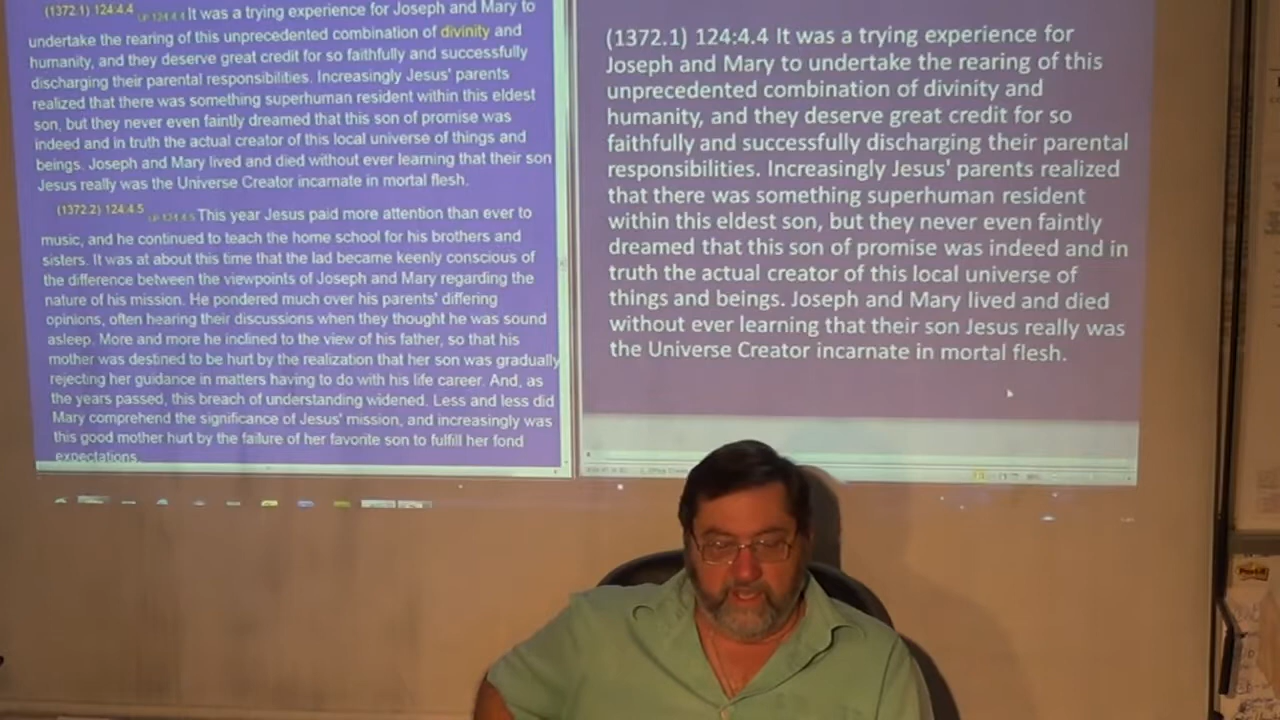 (1372.1) 124:4.4 It was a trying experience for Joseph and Mary to
undertake the rearing of this unprecedented combination of divinity and
humanity, and they deserve great credit for so faithfully and successfully
discharging their parental responsibilities. Increasingly Jesus' parents
realized that there was something superhuman resident within this eldest
son, but they never even faintly dreamed that this son of promise was
indeed and in truth the actual creator of this local universe of things and
beings. Joseph and Mary lived and died without ever learning that their son
Jesus really was the Universe Creator incarnate in mortal flesh.
(1372.2) 124:4.5 This year Jesus paid more attention than ever to
music, and he continued to teach the home school for his brothers and
sisters. It was at about this time that the lad became keenly conscious of
the difference between the viewpoints of Joseph and Mary regarding the
nature of his mission. He pondered much over his parents' differing
opinions, often hearing their discussions when they thought he was sound
asleep. More and more he inclined to the view of his father, so that his
mother was destined to be hurt by the realization that her son was gradually
rejecting her guidance in matters having to do with his life career. And, as
the years passed, this breach of understanding widened. Less and less did
Mary comprehend the significance of Jesus' mission, and increasingly was
this good mother hurt by the failure of her favorite son to fulfill her fond
expectations.
(1372.1) 124:4.4 It was a trying experience for
Joseph and Mary to undertake the rearing of this
unprecedented combination of divinity and
humanity, and they deserve great credit for so
faithfully and successfully discharging their parental
responsibilities. Increasingly Jesus' parents realized
that there was something superhuman resident
within this eldest son, but they never even faintly
dreamed that this son of promise was indeed and in
truth the actual creator of this local universe of
things and beings. Joseph and Mary lived and died
without ever learning that their son Jesus really was
the Universe Creator incarnate in mortal flesh.
Post-it